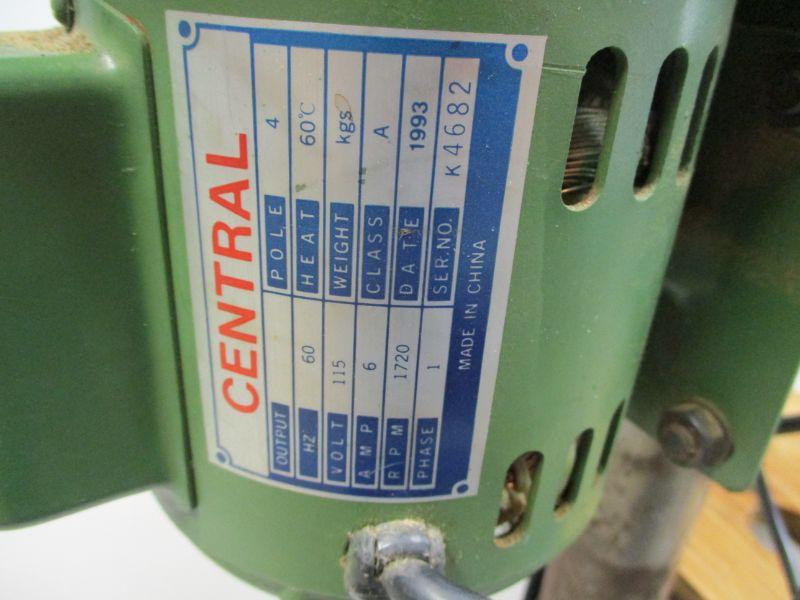 CENTRAL
OUTPUT POLE 4
HZ 60 HEAT 60°C
VOLT 115 WEIGHT kgs
AMP 6 CLASS A
RPM 1720 DATE 1993
PHASE 1 SER.NO. K4682
MADE IN CHINA